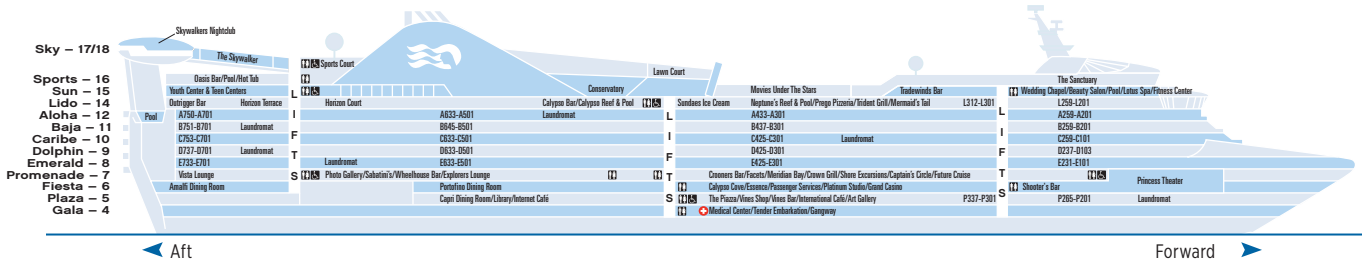 Skywalkers Nightclub
Sky – 17/18
The Skywalker
Sports Court
Lawn Court
Sports – 16
Oasis Bar/Pool/Hot Tub
The Sanctuary
Sun – 15
Youth Center & Teen Centers
Conservatory
Movies Under The Stars
Tradewinds Bar
Wedding Chapel/Beauty Salon/Pool/Lotus Spa/Fitness Center
Lido – 14
Outrigger Bar
Horizon Terrace
Horizon Court
Calypso Bar/Calypso Reef & Pool
Sundaes Ice Cream
Neptune's Reef & Pool/Prego Pizzeria/Trident Grill/Mermaid's Tail
L312-L301
L259-L201
Aloha – 12
Pool
A750-A701
A633-A501
Laundromat
A433-A301
A259-A201
Baja – 11
B751-B701
Laundromat
B645-B501
B437-B301
B259-B201
Caribe – 10
C753-C701
C633-C501
C425-C301
Laundromat
C259-C101
Dolphin – 9
D737-D701
Laundromat
D633-D501
D425-D301
D237-D103
Emerald – 8
E733-E701
Laundromat
E633-E501
E425-E301
E231-E101
Promenade – 7
Vista Lounge
Photo Gallery/Sabatini's/Wheelhouse Bar/Explorers Lounge
Crooners Bar/Facets/Meridian Bay/Crown Grill/Shore Excursions/Captain's Circle/Future Cruise
Princess Theater
Fiesta – 6
Amalfi Dining Room
Portofino Dining Room
Calypso Cove/Essence/Passenger Services/Platinum Studio/Grand Casino
Shooter's Bar
Plaza – 5
Capri Dining Room/Library/Internet Café
The Piazza/Vines Shop/Vines Bar/International Café/Art Gallery
P337-P301
P265-P201
Laundromat
Gala – 4
Medical Center/Tender Embarkation/Gangway
LIFTS
LIFTS
LIFTS
Aft
Forward